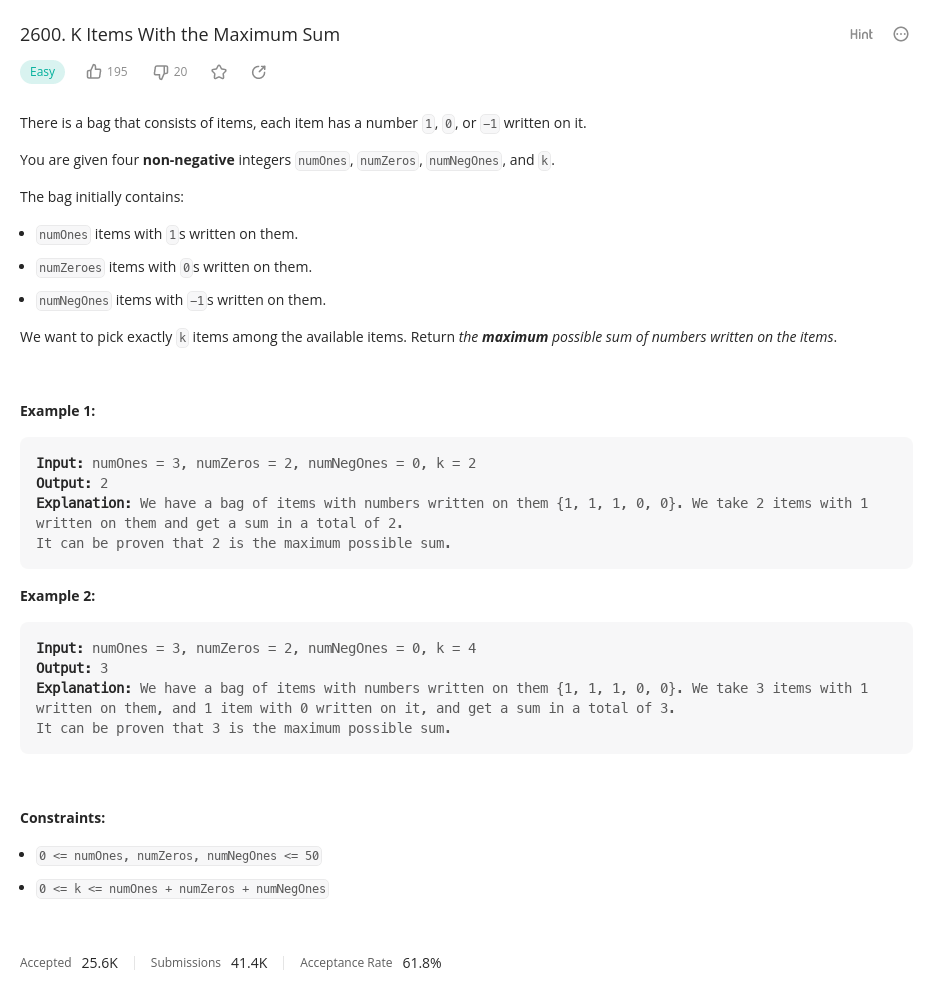 2600. K Items With the Maximum Sum
Hint
Easy
195
20
There is a bag that consists of items, each item has a number 1, 0, or -1 written on it.
You are given four non-negative integers numOnes, numZeros, numNegOnes, and k.
The bag initially contains:
• numOnes items with 1s written on them.
• numZeroes items with 0s written on them.
• numNegOnes items with -1s written on them.
We want to pick exactly k items among the available items. Return the maximum possible sum of numbers written on the items.
Example 1:
Input: numOnes = 3, numZeros = 2, numNegOnes = 0, k = 2
Output: 2
Explanation: We have a bag of items with numbers written on them {1, 1, 1, 0, 0}. We take 2 items with 1
written on them and get a sum in a total of 2.
It can be proven that 2 is the maximum possible sum.
Example 2:
Input: numOnes = 3, numZeros = 2, numNegOnes = 0, k = 4
Output: 3
Explanation: We have a bag of items with numbers written on them {1, 1, 1, 0, 0}. We take 3 items with 1
written on them, and 1 item with 0 written on it, and get a sum in a total of 3.
It can be proven that 3 is the maximum possible sum.
Constraints:
• 0 <= numOnes, numZeros, numNegOnes <= 50
• 0 <= k <= numOnes + numZeros + numNegOnes
Accepted 25.6K Submissions 41.4K Acceptance Rate 61.8%